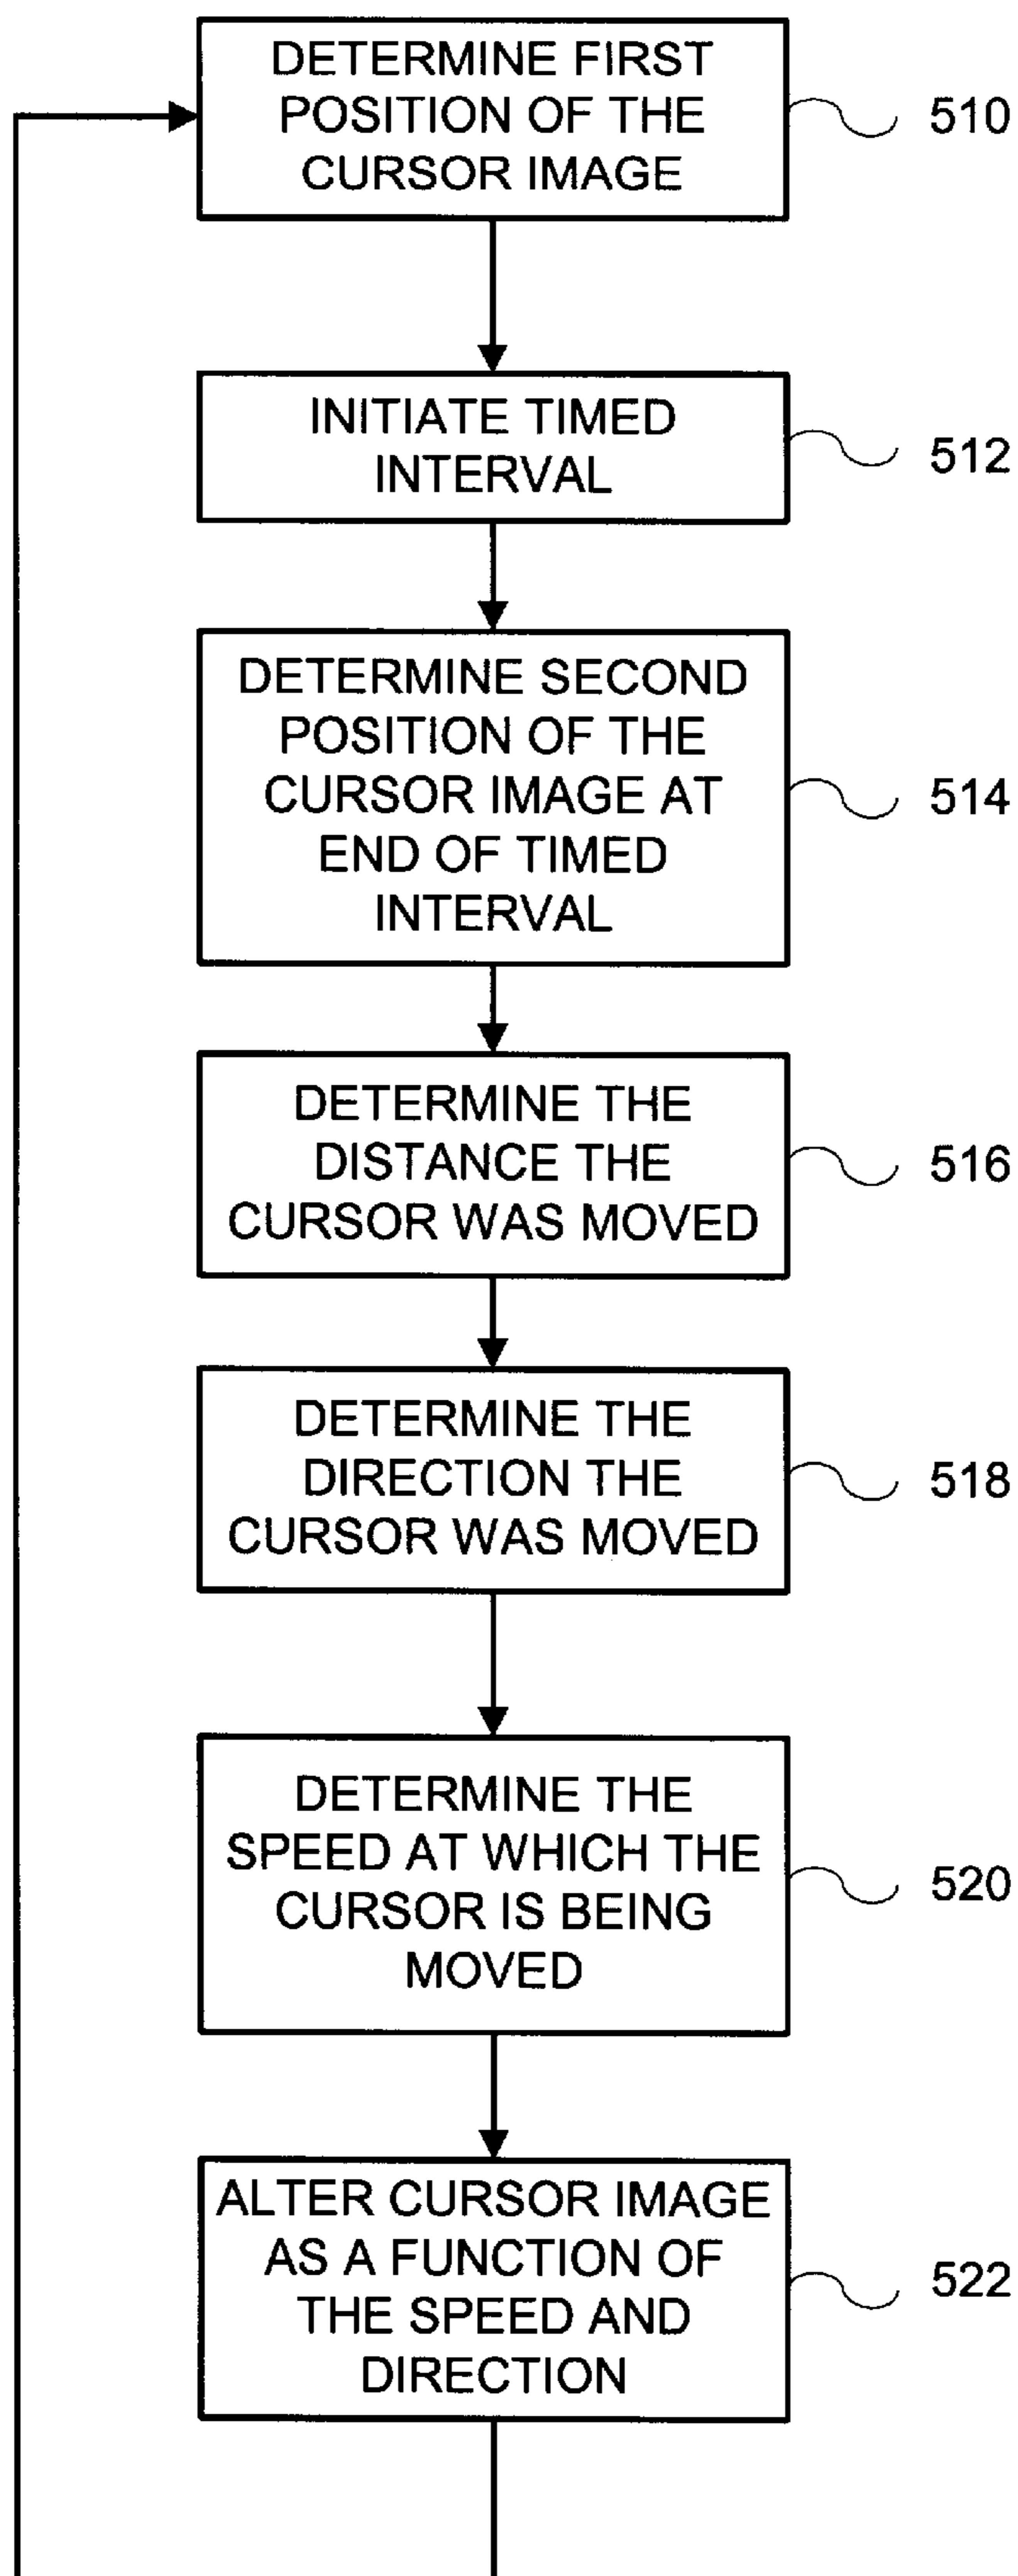 DETERMINE FIRST
POSITION OF THE
CURSOR IMAGE
510
INITIATE TIMED
INTERVAL
512
DETERMINE SECOND
POSITION OF THE
CURSOR IMAGE AT
END OF TIMED
INTERVAL
514
DETERMINE THE
DISTANCE THE
CURSOR WAS MOVED
516
DETERMINE THE
DIRECTION THE
CURSOR WAS MOVED
518
DETERMINE THE
SPEED AT WHICH THE
CURSOR IS BEING
MOVED
520
ALTER CURSOR IMAGE
AS A FUNCTION OF
THE SPEED AND
DIRECTION
522